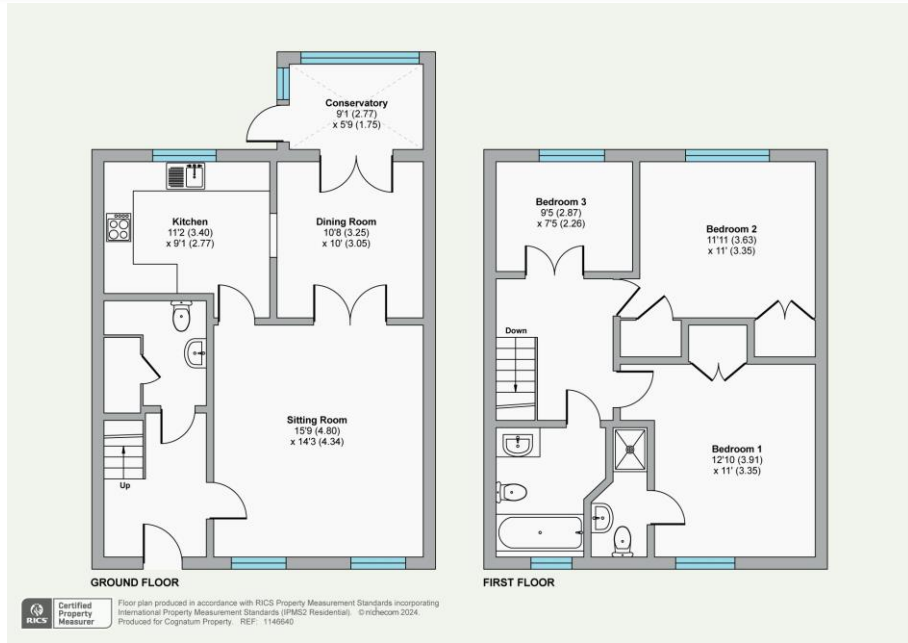 Conservatory
9'1 (2.77)
x 5'9 (1.75)
Kitchen
11'2 (3.40)
x 9'1 (2.77)
Dining Room
10'8 (3.25)
x 10' (3.05)
Sitting Room
15'9 (4.80)
x 14'3 (4.34)
Up
GROUND FLOOR
Bedroom 3
9'5 (2.87)
x 7'5 (2.26)
Bedroom 2
11'11 (3.63)
x 11' (3.35)
Down
Bedroom 1
12'10 (3.91)
x 11' (3.35)
FIRST FLOOR
RICS
Certified
Property
Measurer
Floor plan produced in accordance with RICS Property Measurement Standards incorporating
International Property Measurement Standards (IPMS2 Residential). © nichecom 2024.
Produced for Cognatum Property. REF: 1146640